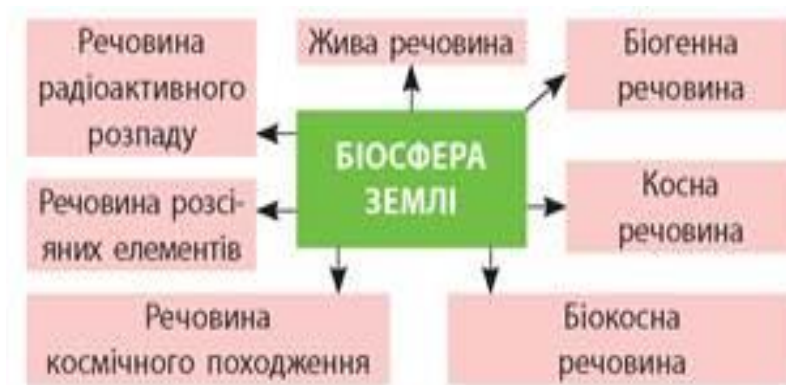 Речовина
радіоактивного
розпаду
Жива речовина
Біогенна
речовина
БІОСФЕРА
ЗЕМЛІ
Речовина розсі-
яних елементів
Косна
речовина
Речовина
космічного походження
Біокосна
речовина